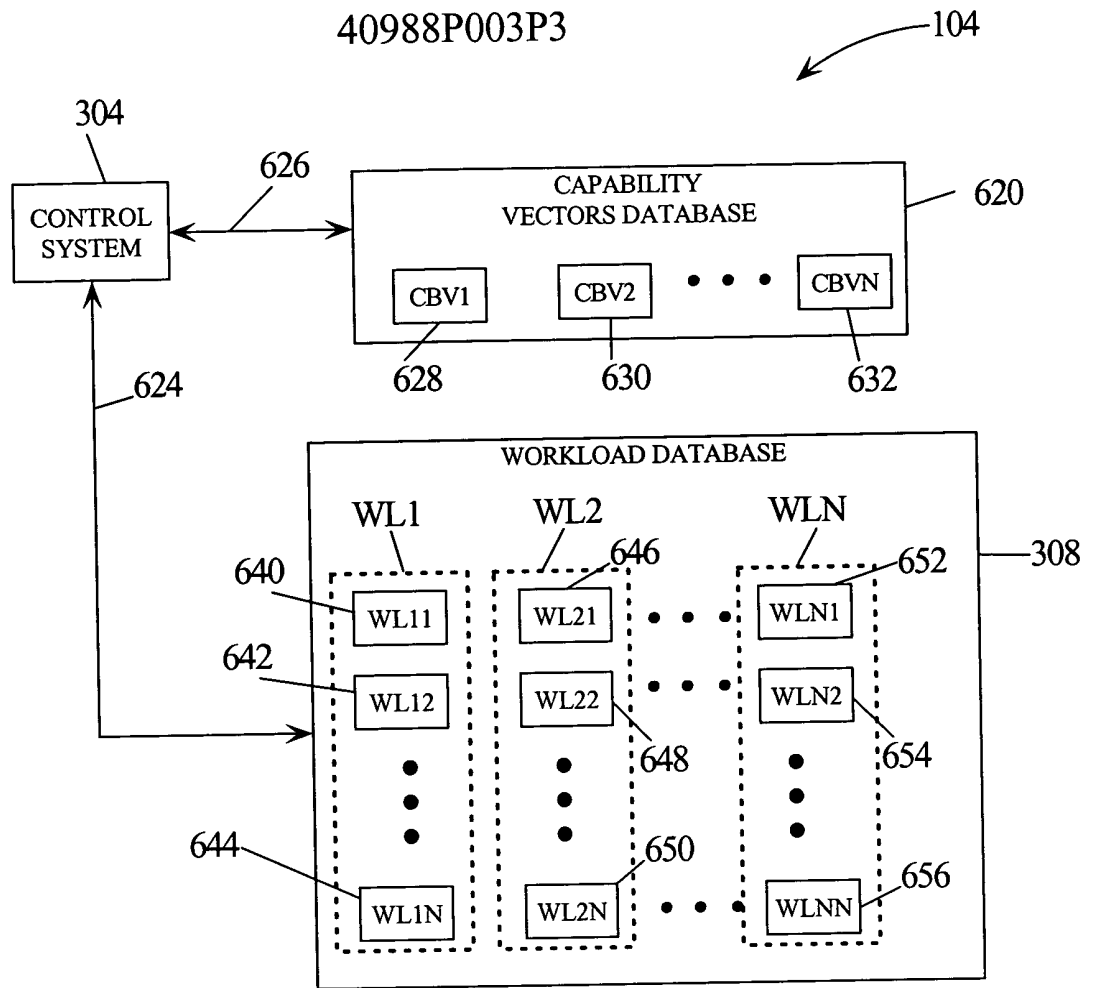 40988P003P3
104
304
626
CAPABILITY
VECTORS DATABASE
620
CONTROL
SYSTEM
CBV1
CBV2
CBVN
628
630
632
624
WORKLOAD DATABASE
WL1
WL2
WLN
308
640
646
652
WL11
WL21
WLN1
642
WL12
WL22
WLN2
648
654
644
650
656
WL1N
WL2N
WLNN